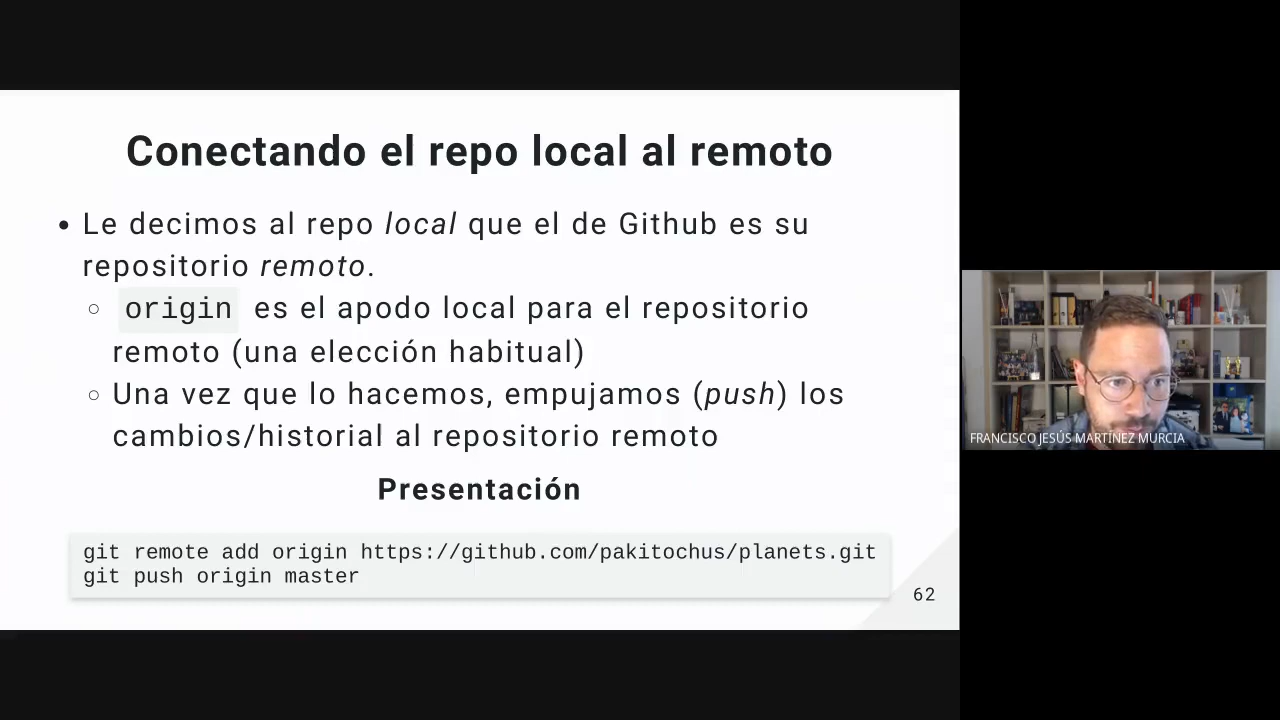 Conectando el repo local al remoto
Le decimos al repo local que el de Github es su
repositorio remoto.
origin es el apodo local para el repositorio
remoto (una elección habitual)
Una vez que lo hacemos, empujamos (push) los
cambios/historial al repositorio remoto
Presentación
git remote add origin https://github.com/pakitochus/planets.git
git push origin master
62
FRANCISCO JESÚS MARTÍNEZ MURCIA